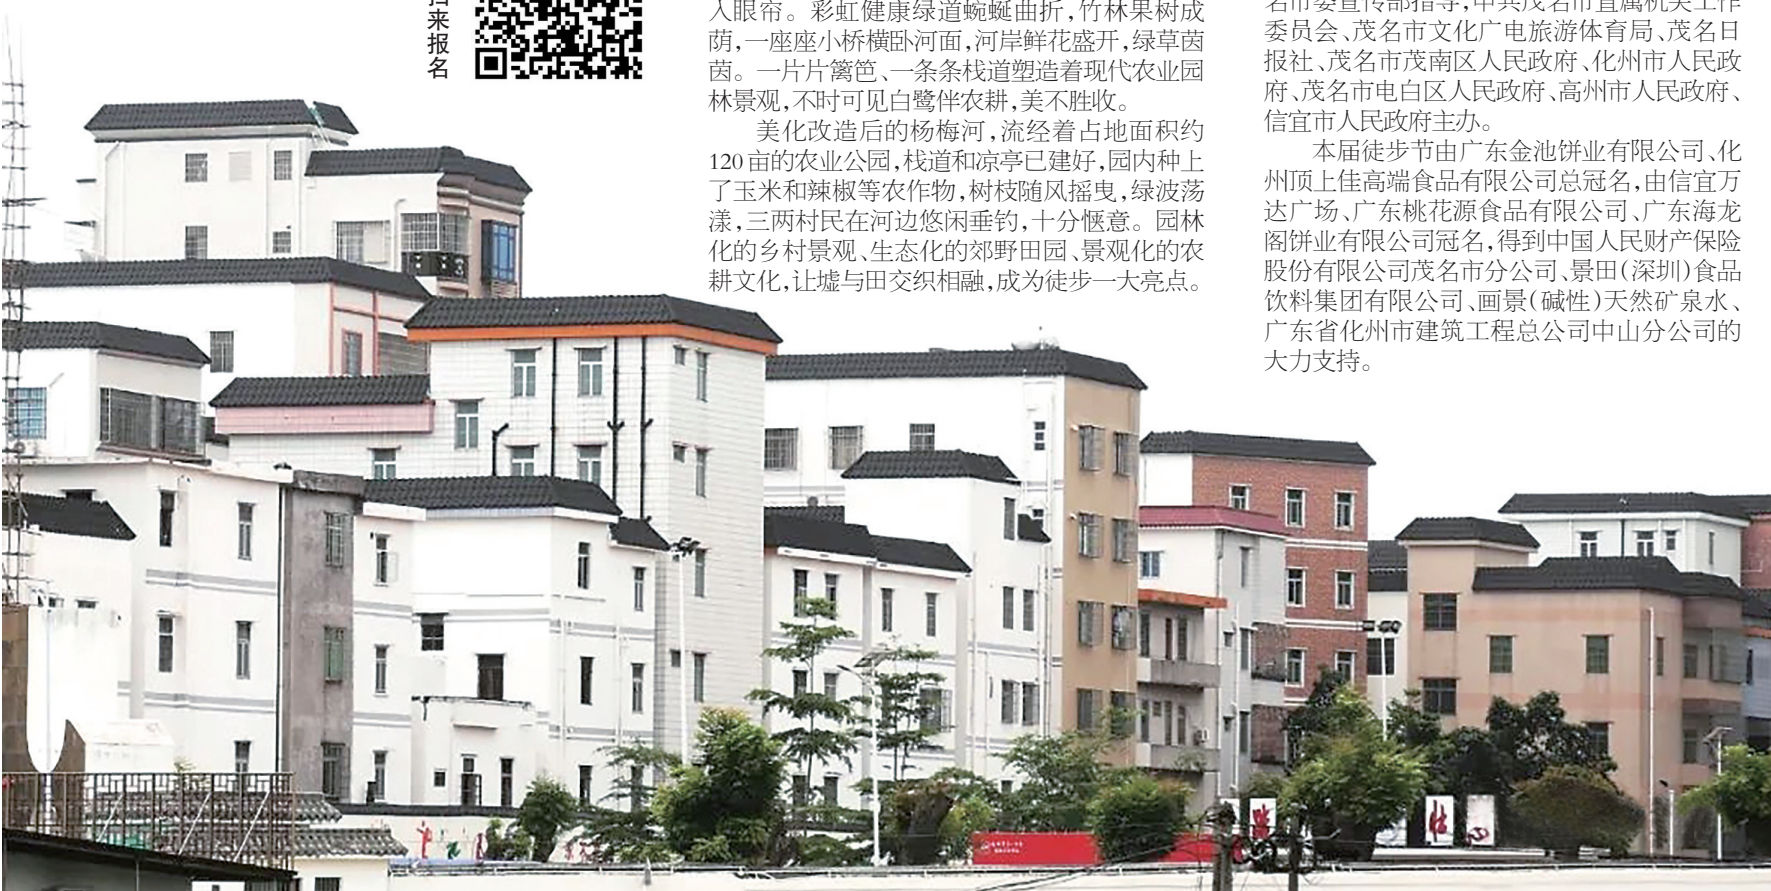 来报名
入眼帘。彩虹健康绿道蜿蜒曲折,竹林果树成
荫,一座座小桥横卧河面,河岸鲜花盛开,绿草茵
茵。一片片篱笆、一条条栈道塑造着现代农业园
林景观,不时可见白鹭伴农耕,美不胜收。
美化改造后的杨梅河,流经着占地面积约
120亩的农业公园,栈道和凉亭已建好,园内种上
了玉米和辣椒等农作物,树枝随风摇曳,绿波荡
漾,三两村民在河边悠闲垂钓,十分惬意。园林
化的乡村景观、生态化的郊野田园、景观化的农
耕文化,让墟与田交织相融,成为徒步一大亮点。
名市委宣传部指导,中共茂名市直属机关工作
委员会、茂名市文化广电旅游体育局、茂名日
报社、茂名市茂南区人民政府、化州市人民政
府、茂名市电白区人民政府、高州市人民政府、
信宜市人民政府主办。
本届徒步节由广东金池饼业有限公司、化
州顶上佳高端食品有限公司总冠名,由信宜万
达广场、广东桃花源食品有限公司、广东海龙
阁饼业有限公司冠名,得到中国人民财产保险
股份有限公司茂名市分公司、景田(深圳)食品
饮料集团有限公司、画景(碱性)天然矿泉水、
广东省化州市建筑工程总公司中山分公司的
大力支持。